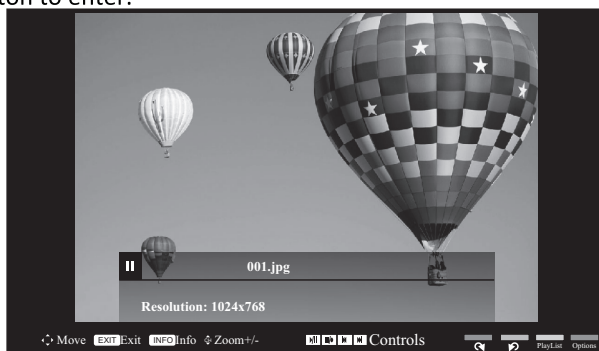 ton to enter.
001.jpg
Resolution: 1024x768
Move EXIT Exit INFO Info Zoom+/- Controls PlayList Options